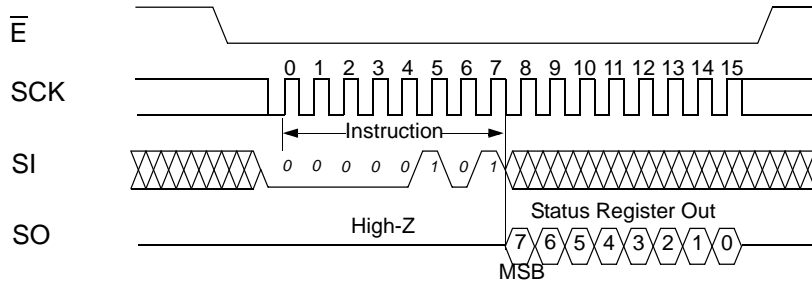 E
SCK
0 1 2 3 4 5 6 7 8 9 10 11 12 13 14 15
Instruction
SI
0 0 0 0 0 1 0 1
SO
High-Z
Status Register Out
7 6 5 4 3 2 1 0
MSB